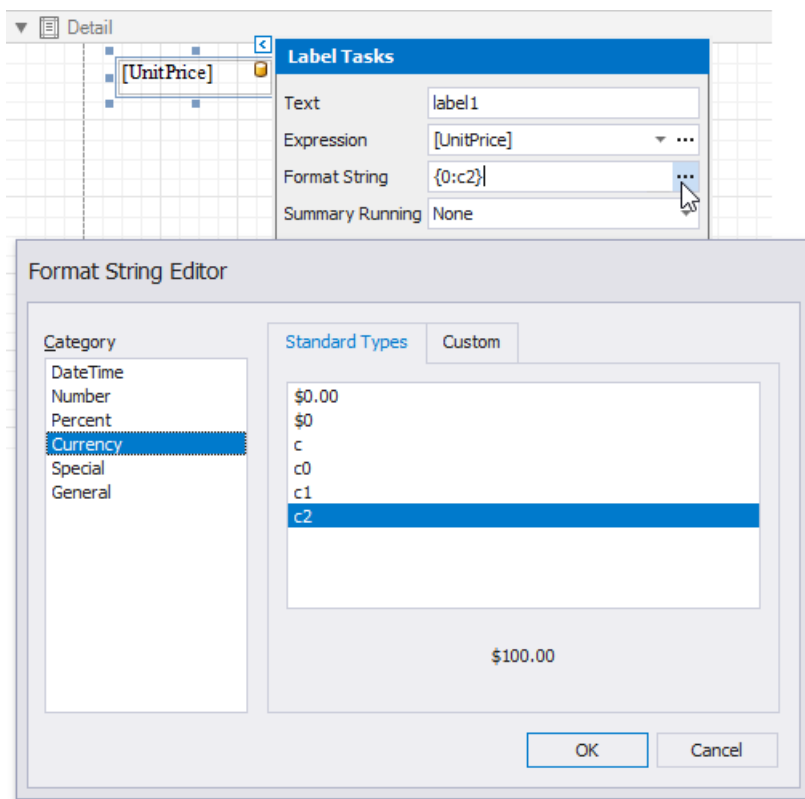 Detail
[UnitPrice]
Label Tasks
Text label1
Expression [UnitPrice]
Format String {0:c2}
Summary Running None
Format String Editor
Category
DateTime
Number
Percent
Currency
Special
General
Standard Types Custom
$0.00
$0
c
c0
c1
c2
$100.00
OK Cancel